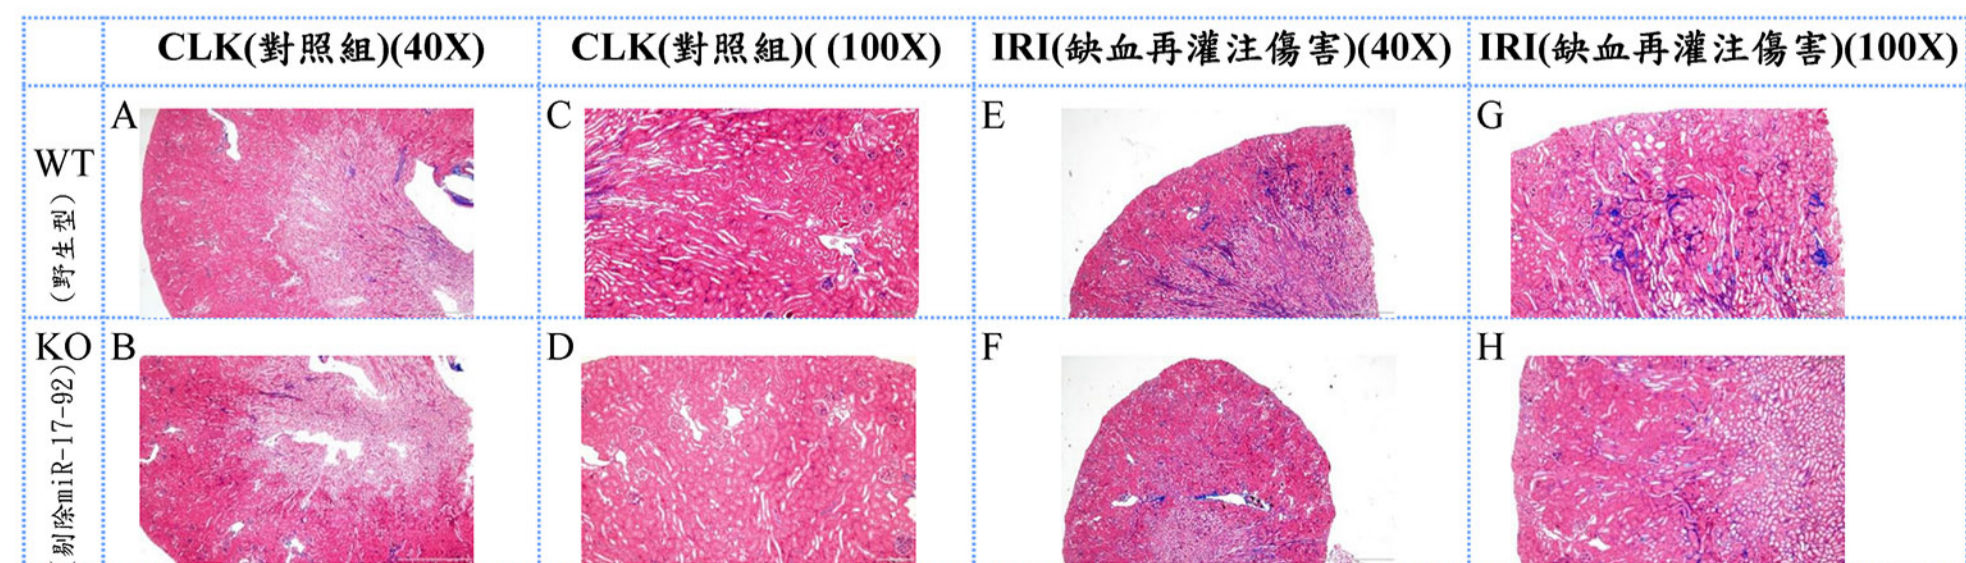 CLK(對照組)(40X)
CLK(對照組)( (100X)
IRI(缺血再灌注傷害)(40X)
IRI(缺血再灌注傷害)(100X)
WT
(野生型)
A
C
E
G
KO
剔除miR-17-92)
B
D
F
H